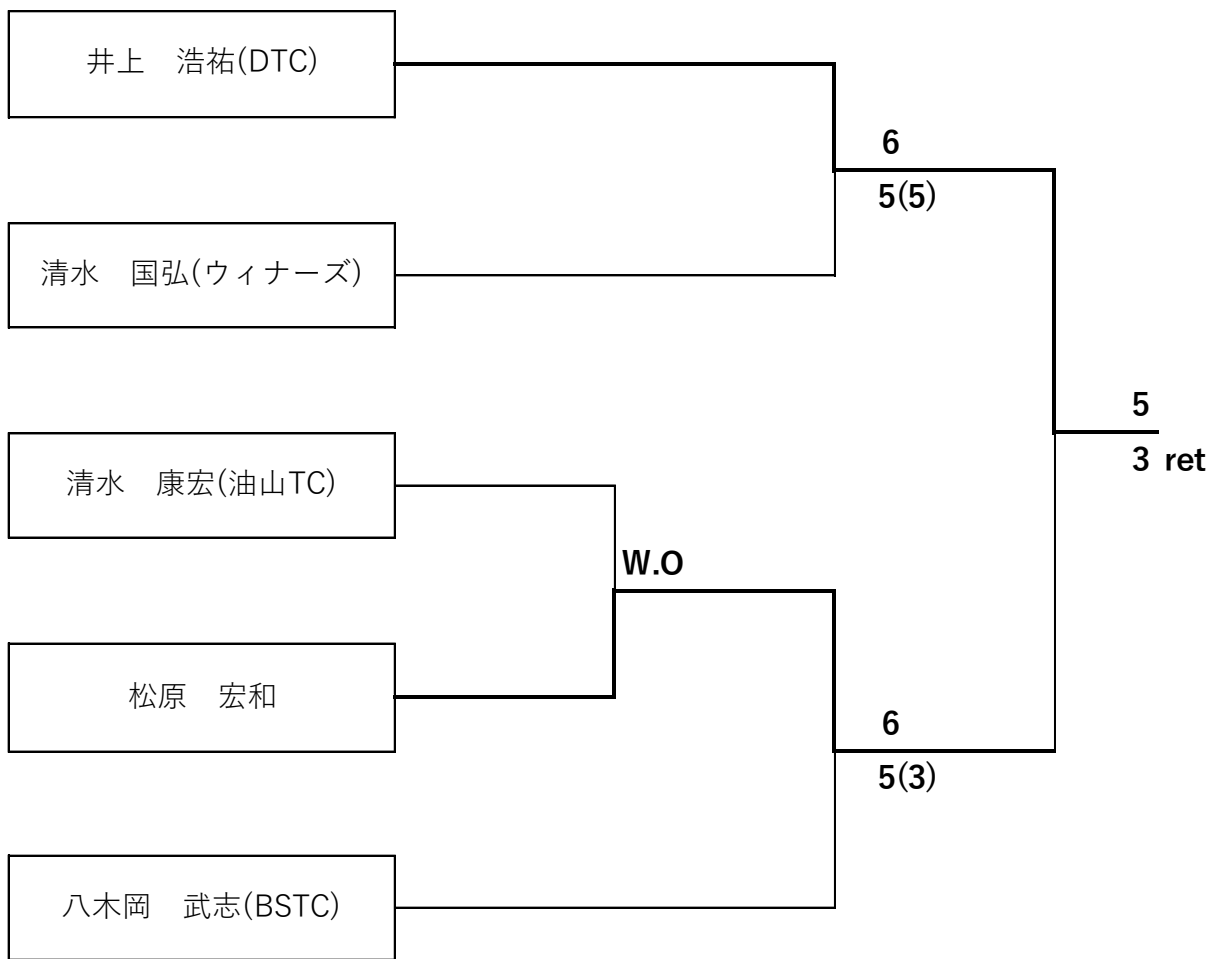 井上　浩祐(DTC)
6
5(5)
清水　国弘(ウィナーズ)
5
3 ret
清水　康宏(油山TC)
W.O
松原　宏和
6
5(3)
八木岡　武志(BSTC)